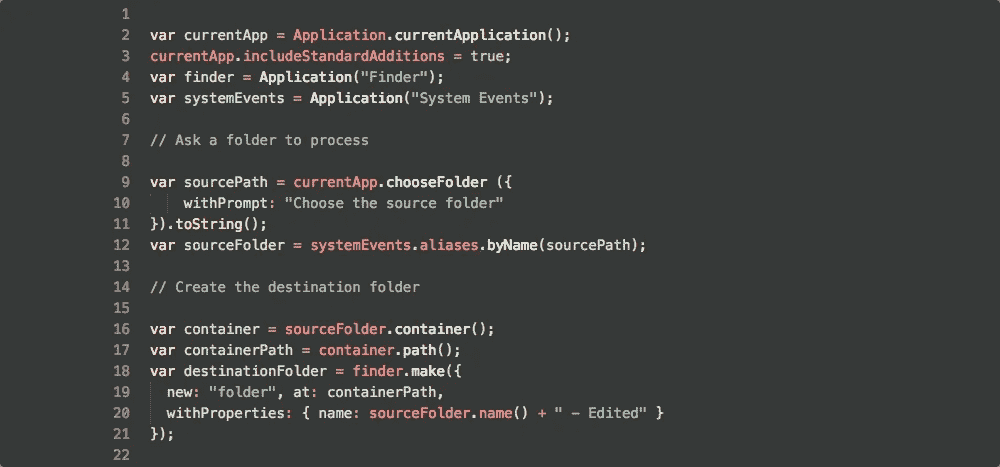 1
2 var currentApp = Application.currentApplication();
3 currentApp.includeStandardAdditions = true;
4 var finder = Application("Finder");
5 var systemEvents = Application("System Events");
6
7 // Ask a folder to process
8
9 var sourcePath = currentApp.chooseFolder ({
10     withPrompt: "Choose the source folder"
11 }).toString();
12 var sourceFolder = systemEvents.aliases.byName(sourcePath);
13
14 // Create the destination folder
15
16 var container = sourceFolder.container();
17 var containerPath = container.path();
18 var destinationFolder = finder.make({
19   new: "folder", at: containerPath,
20   withProperties: { name: sourceFolder.name() + " - Edited" }
21 });
22